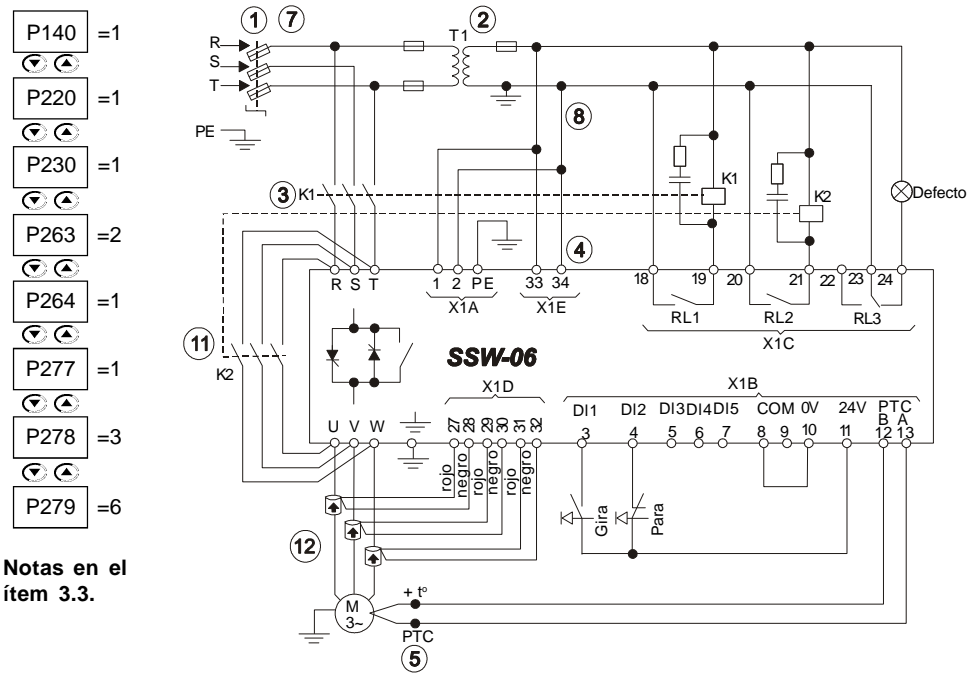 P140 =1
P220 =1
P230 =1
P263 =2
P264 =1
P277 =1
P278 =3
P279 =6
Notas en el
ítem 3.3.
1 7 2
R
S
T
T1
PE
8
3 K1
K1
K2
Defecto
4
R S T
1 2 PE
33 34
18 19 20 21 22 23 24
X1A
X1E
RL1
RL2
RL3
X1C
11
K2
SSW-06
X1D
X1B
U V W
27 28 29 30 31 32
DI1 DI2 DI3 DI4 DI5 COM 0V 24V PTC
B A
3 4 5 6 7 8 9 10 11 12 13
rojo
negro
rojo
negro
rojo
negro
Gira
Para
12
M
3~
+ tº
PTC
5